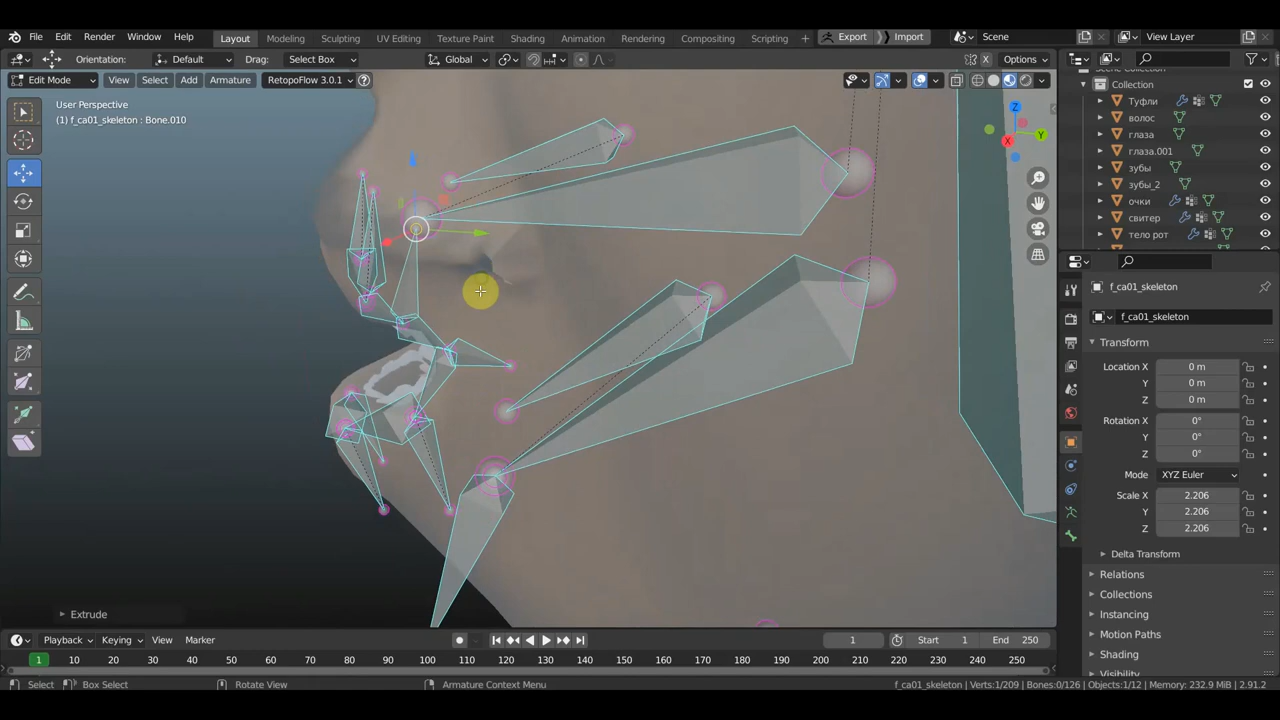 File Edit Render Window Help Layout Modeling Sculpting UV Editing Texture Paint Shading Animation Rendering Compositing Scripting + Export Import Scene View Layer
Orientation: Default Drag: Select Box Global X Options
Edit Mode View Select Add Armature RetopoFlow 3.0.1
User Perspective
(1) f_ca01_skeleton : Bone.010
Z
Y
X
Collection
Туфли
волос
глаза
глаза.001
зубы
зубы_2
очки
свитер
тело рот
f_ca01_skeleton
f_ca01_skeleton
Transform
Location X 0 m
Y 0 m
Z 0 m
Rotation X 0°
Y 0°
Z 0°
Mode XYZ Euler
Scale X 2.206
Y 2.206
Z 2.206
Delta Transform
Relations
Collections
Instancing
Motion Paths
Shading
Visibility
Extrude
Playback Keying View Marker 1 Start 1 End 250
1 10 20 30 40 50 60 70 80 90 100 110 120 130 140 150 160 170 180 190 200 210 220 230 240 250
Select Box Select Rotate View Armature Context Menu f_ca01_skeleton | Verts:1/209 | Bones:0/126 | Objects:1/12 | Memory: 232.9 MiB | 2.91.2